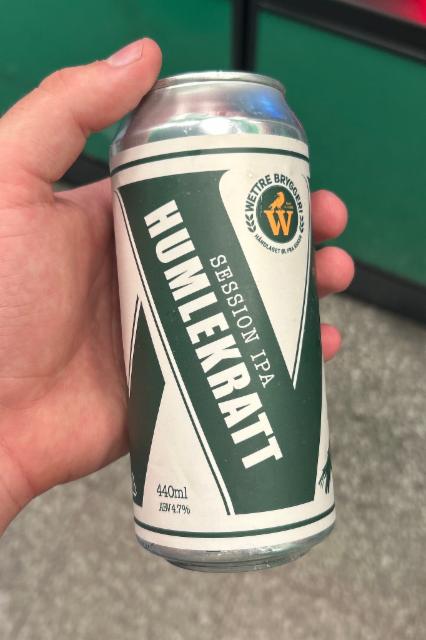 WETTRE BRYGGERI
W
HÅNDLAGET ØL FRA ASKER
SESSION IPA
HUMLEKRATT
440ml
ABV 4.7%